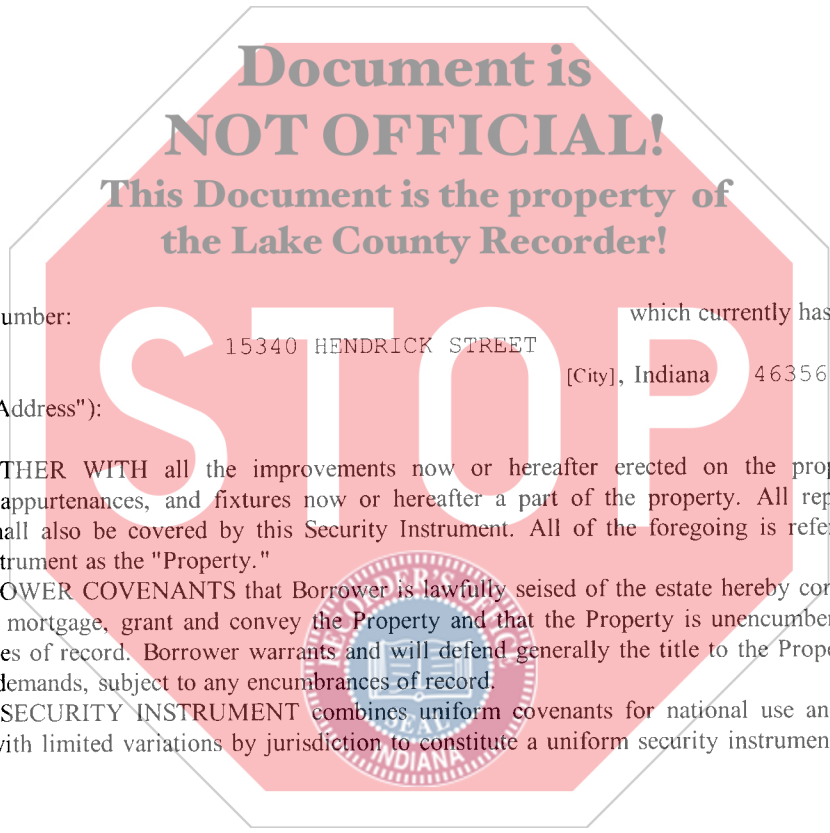 Document is
NOT OFFICIAL!
This Document is the property of
the Lake County Recorder!
STOP
umber: which currently has
15340 HENDRICK STREET
[City], Indiana 46356
Address"):
THER WITH all the improvements now or hereafter erected on the prop
appurtenances, and fixtures now or hereafter a part of the property. All rep
hall also be covered by this Security Instrument. All of the foregoing is refe
trument as the "Property."
OWER COVENANTS that Borrower is lawfully seised of the estate hereby con
mortgage, grant and convey the Property and that the Property is unencumber
es of record. Borrower warrants and will defend generally the title to the Prope
demands, subject to any encumbrances of record.
SECURITY INSTRUMENT combines uniform covenants for national use an
with limited variations by jurisdiction to constitute a uniform security instrumen
RECORDER'S OFFICE
SEAL
INDIANA